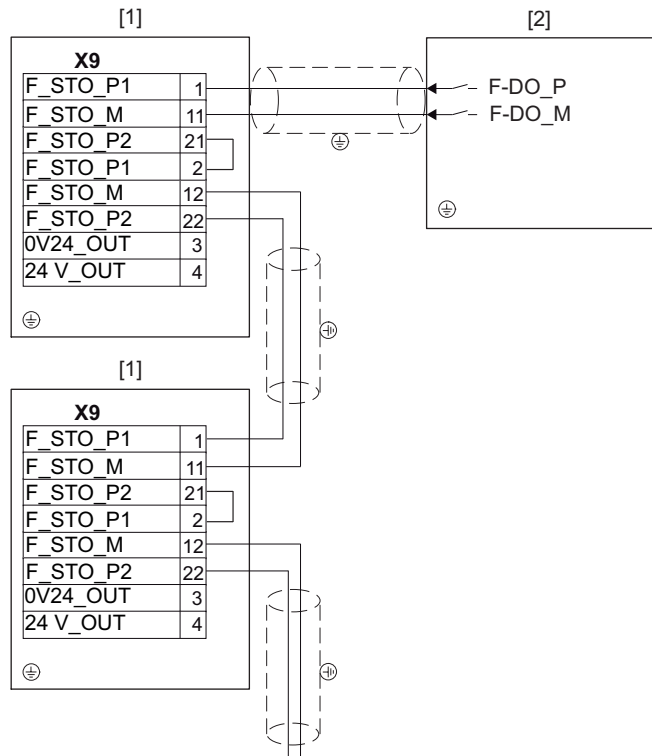 [1]
[2]
X9
F_STO_P1 1
F_STO_M 11
F_STO_P2 21
F_STO_P1 2
F_STO_M 12
F_STO_P2 22
0V24_OUT 3
24 V_OUT 4
F-DO_P
F-DO_M
[1]
X9
F_STO_P1 1
F_STO_M 11
F_STO_P2 21
F_STO_P1 2
F_STO_M 12
F_STO_P2 22
0V24_OUT 3
24 V_OUT 4